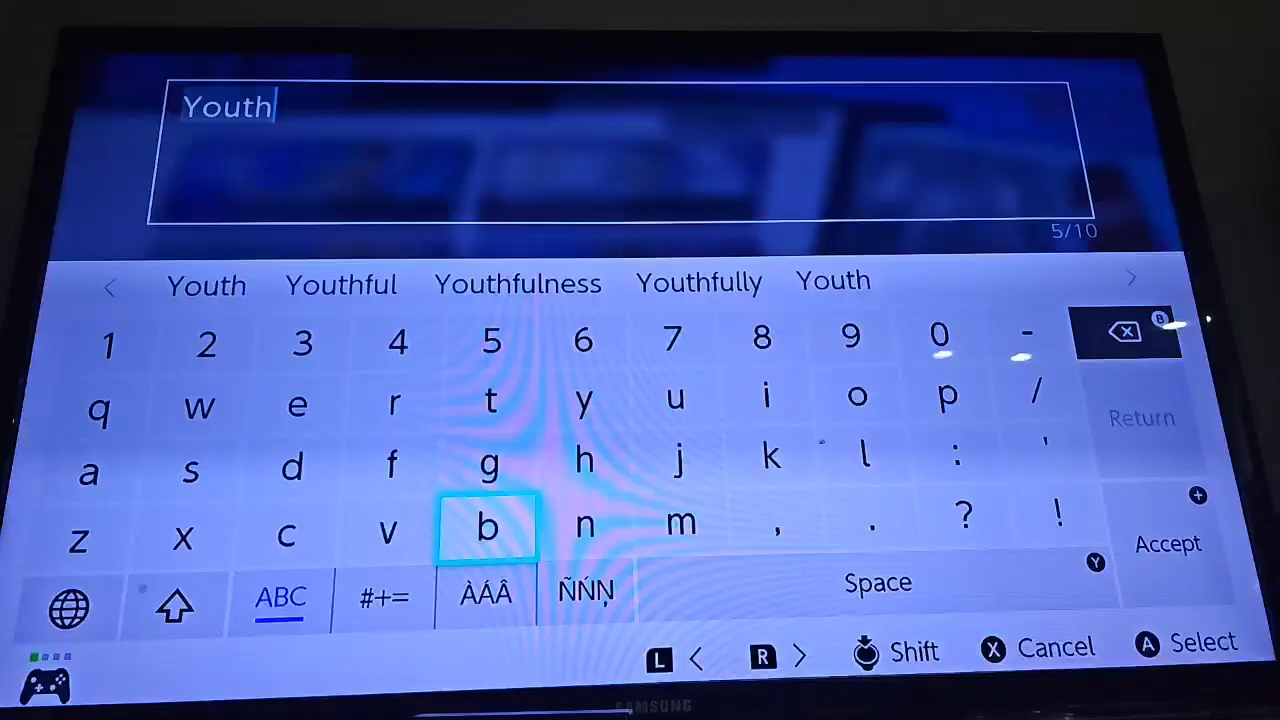 Youth
5/10
< Youth Youthful Youthfulness Youthfully Youth >
1 2 3 4 5 6 7 8 9 0 - B
q w e r t y u i o p / Return
a s d f g h j k l : '
z x c v b n m , . ? ! + Accept
ABC #+= ÀÁÂ ÑŃŅ Space Y
L < R > Shift X Cancel A Select
SAMSUNG